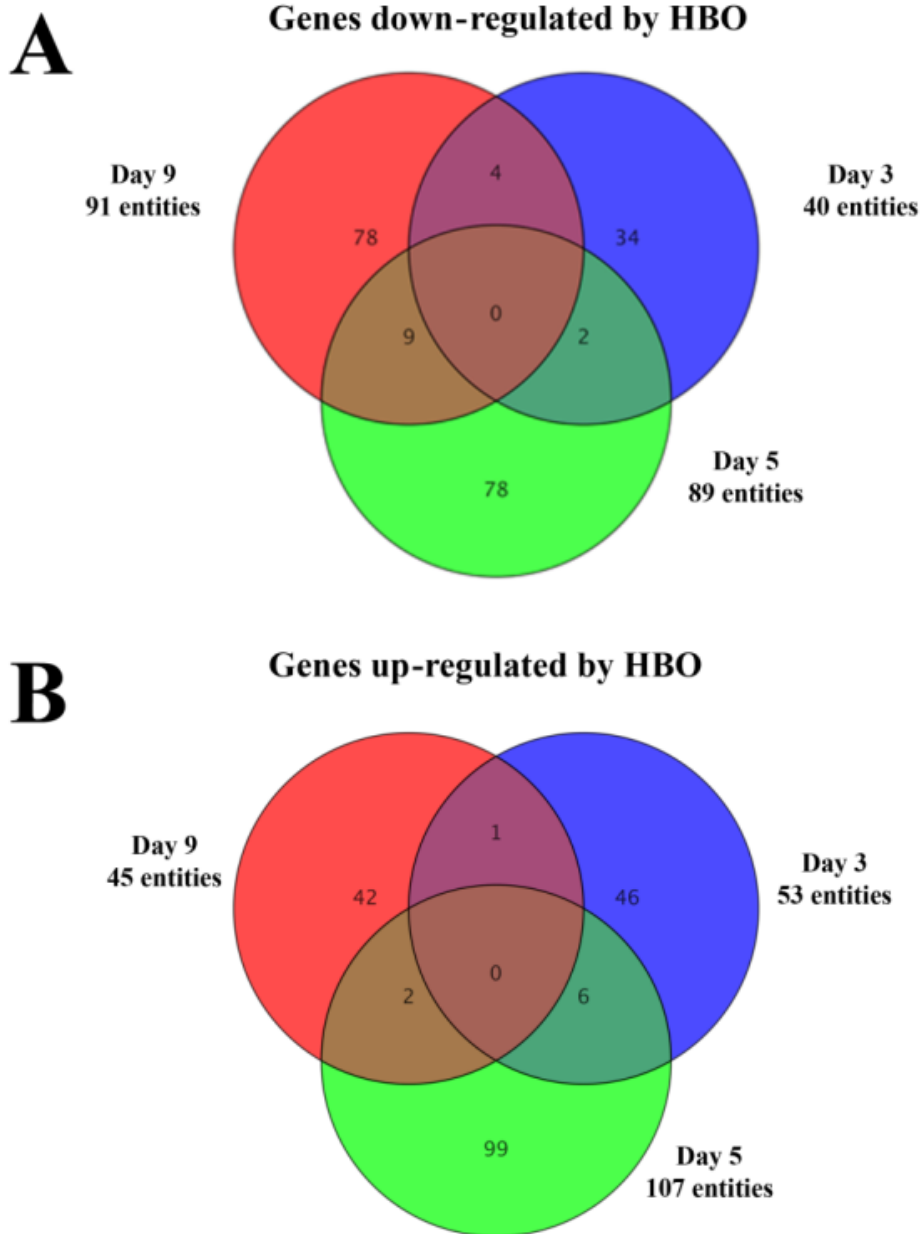 A
Genes down-regulated by HBO
Day 9
91 entities
Day 3
40 entities
4
78
34
0
9
2
Day 5
89 entities
78
B
Genes up-regulated by HBO
Day 9
45 entities
Day 3
53 entities
1
42
46
0
2
6
99
Day 5
107 entities